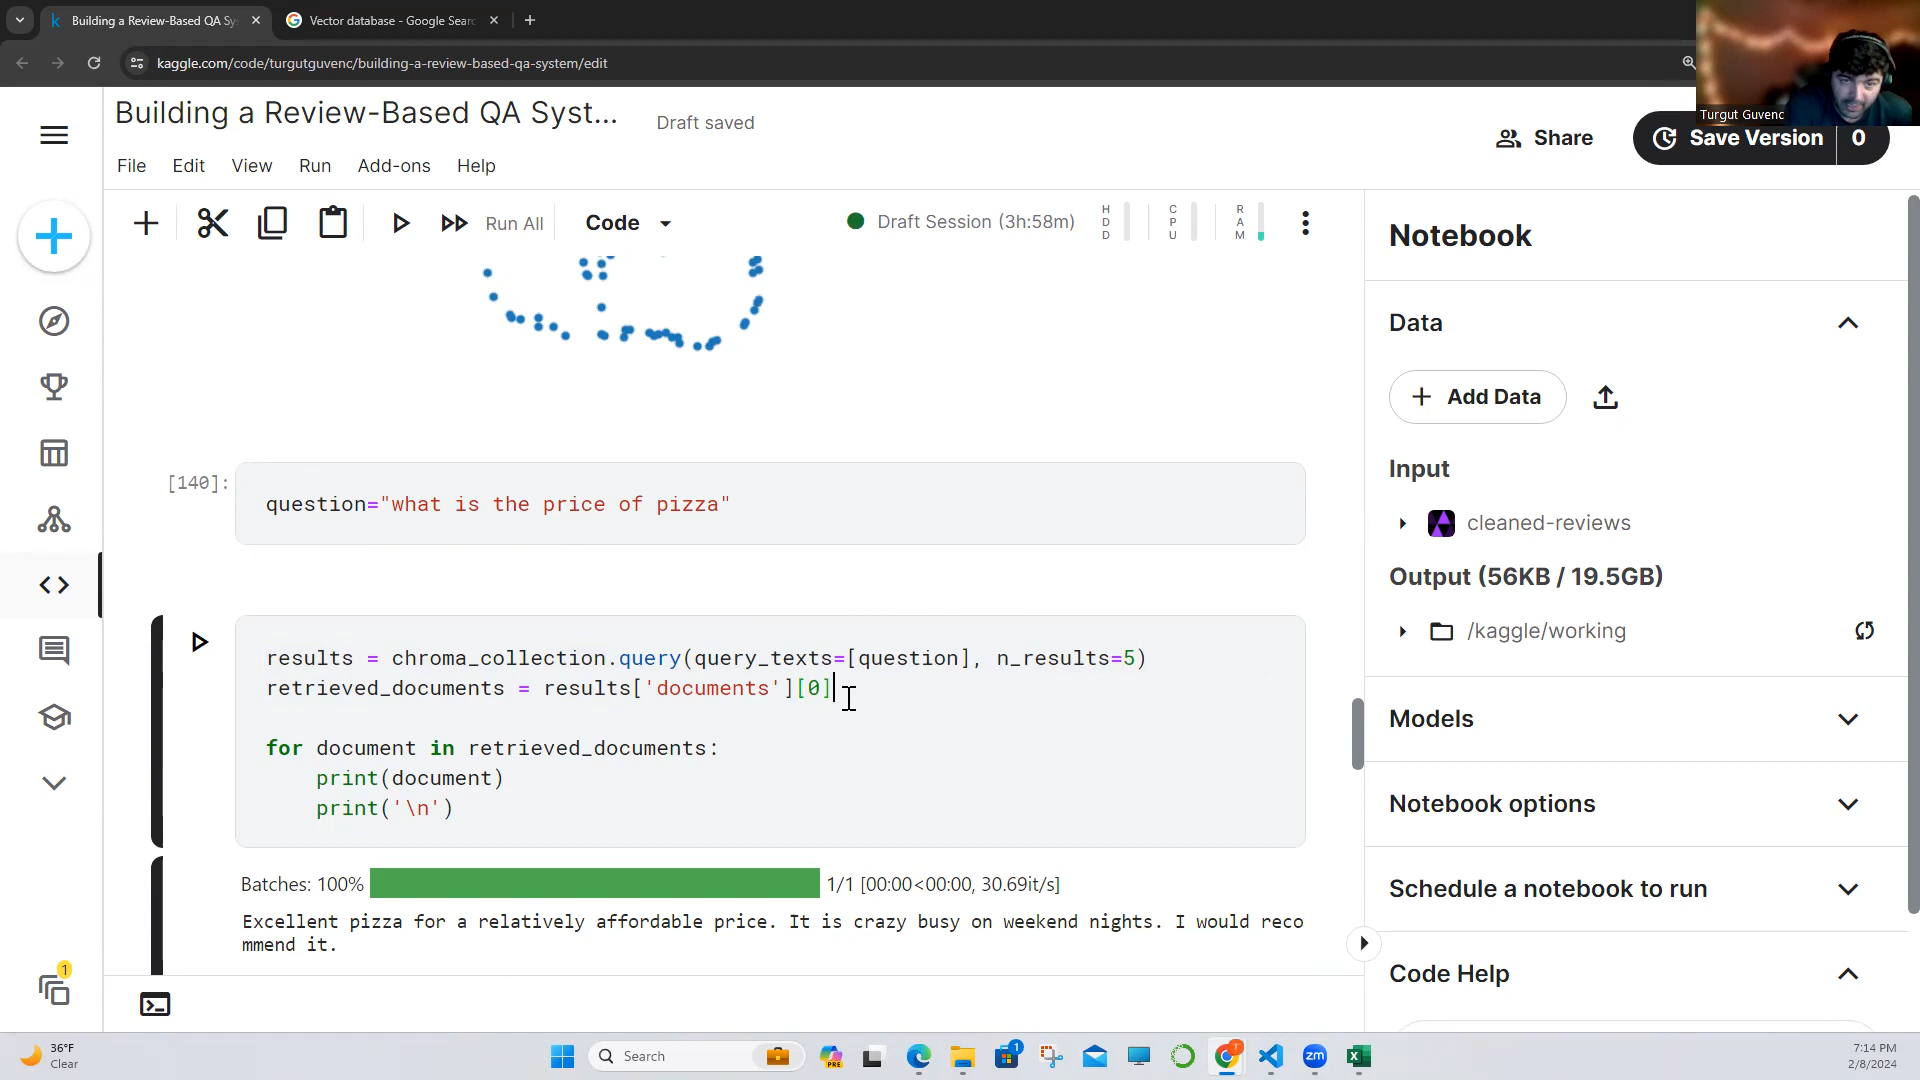 Building a Review-Based QA Sy
Vector database - Google Sear
kaggle.com/code/turgutguvenc/building-a-review-based-qa-system/edit
Turgut Guvenc
Building a Review-Based QA Syst...
Draft saved
Share
Save Version
0
File Edit View Run Add-ons Help
Run All
Code
Draft Session (3h:58m)
HDD
CPU
RAM
Notebook
Data
Add Data
Input
cleaned-reviews
Output (56KB / 19.5GB)
/kaggle/working
Models
Notebook options
Schedule a notebook to run
Code Help
[140]:
question="what is the price of pizza"
results = chroma_collection.query(query_texts=[question], n_results=5)
retrieved_documents = results['documents'][0]
for document in retrieved_documents:
print(document)
print('\n')
Batches: 100% 1/1 [00:00<00:00, 30.69it/s]
Excellent pizza for a relatively affordable price. It is crazy busy on weekend nights. I would reco
mmend it.
1
36°F
Clear
Search
PRE
1
T
zm
7:14 PM
2/8/2024